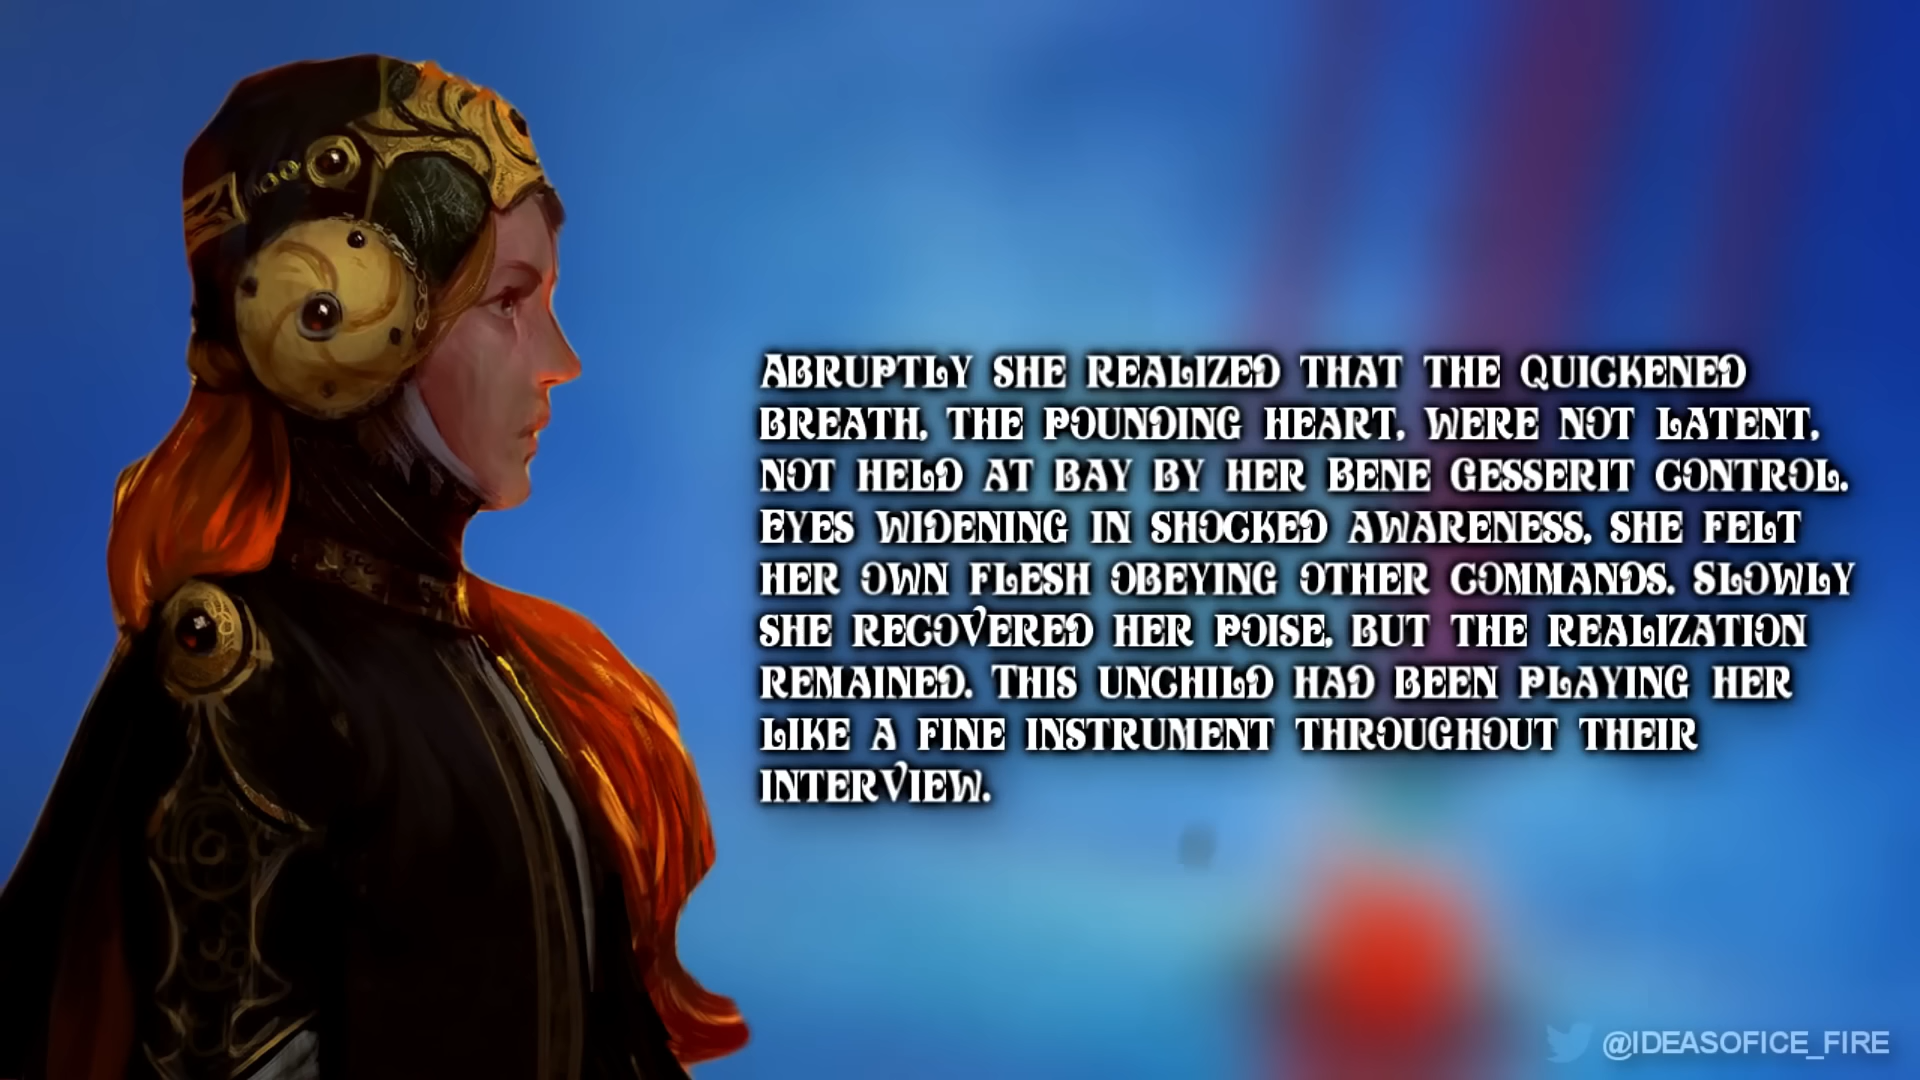 Abruptly she realized that the quickened
breath, the pounding heart, were not latent,
not held at bay by her Bene Gesserit control.
Eyes widening in shocked awareness, she felt
her own flesh obeying other commands. Slowly
she recovered her poise, but the realization
remained. This unchild had been playing her
like a fine instrument throughout their
interview.
@IDEASOFICE_FIRE